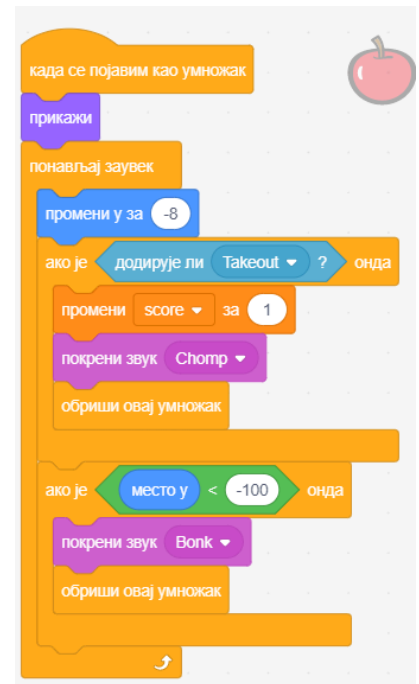 када се појавим као умножак
прикажи
понављај заувек
промени y за -8
ако је додирује ли Takeout ? онда
промени score за 1
покрени звук Chomp
обриши овај умножак
ако је место у < -100 онда
покрени звук Bonk
обриши овај умножак